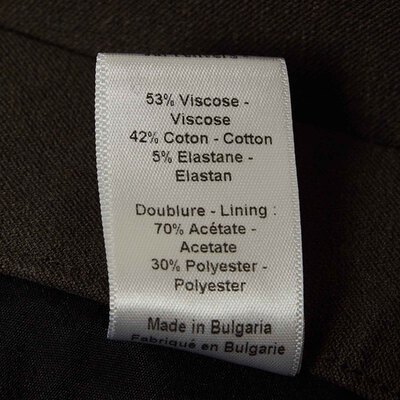 53% Viscose -
Viscose
42% Coton - Cotton
5% Elastane -
Elastan
Doublure - Lining :
70% Acétate -
Acetate
30% Polyester -
Polyester
Made in Bulgaria
Fabriqué en Bulgarie